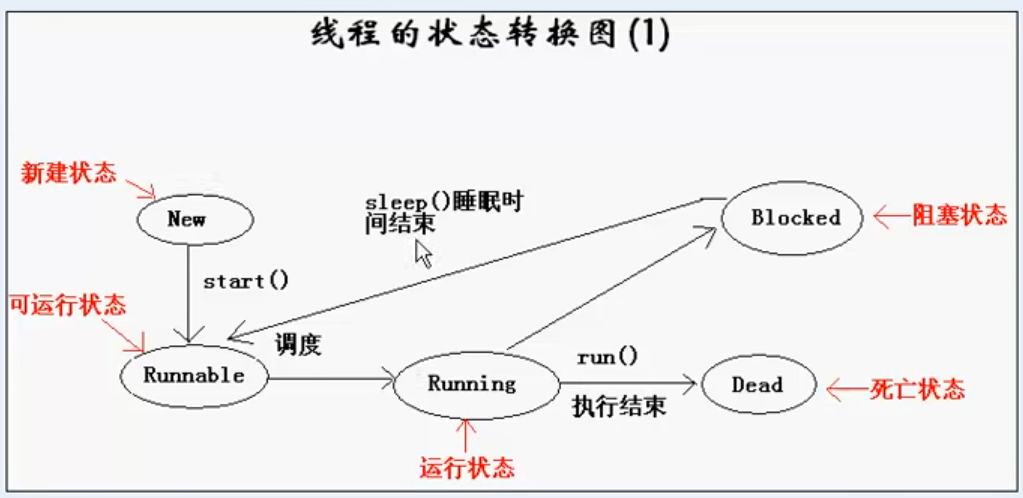 线程的状态转换图(1)
新建状态
New
sleep()睡眠时
间结束
Blocked
阻塞状态
start()
可运行状态
调度
Runnable
Running
run()
执行结束
Dead
死亡状态
运行状态